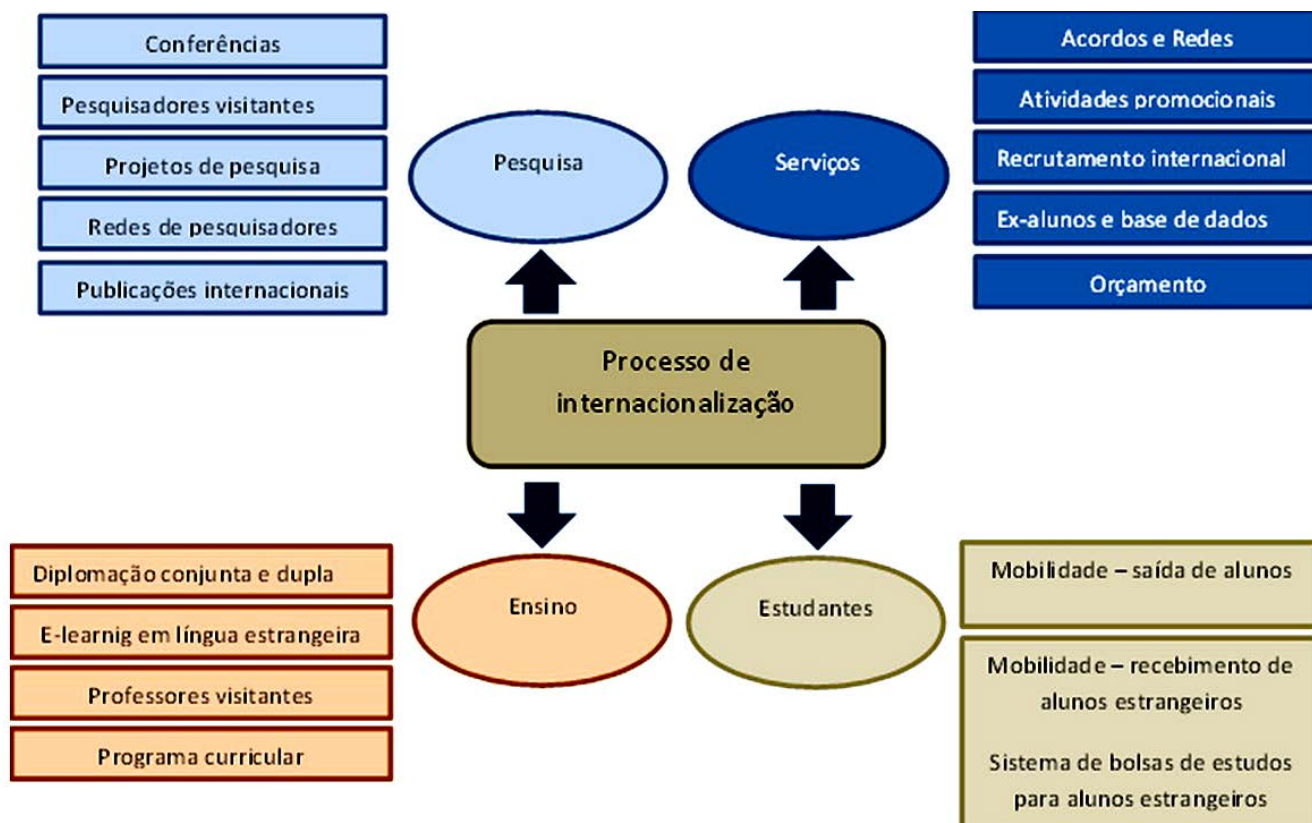 Conferências
Pesquisadores visitantes
Projetos de pesquisa
Redes de pesquisadores
Publicações internacionais
Pesquisa
Serviços
Acordos e Redes
Atividades promocionais
Recrutamento internacional
Ex-alunos e base de dados
Orçamento
Processo de
internacionalização
Diplomação conjunta e dupla
E-learnig em língua estrangeira
Professores visitantes
Programa curricular
Ensino
Estudantes
Mobilidade – saída de alunos
Mobilidade – recebimento de
alunos estrangeiros
Sistema de bolsas de estudos
para alunos estrangeiros